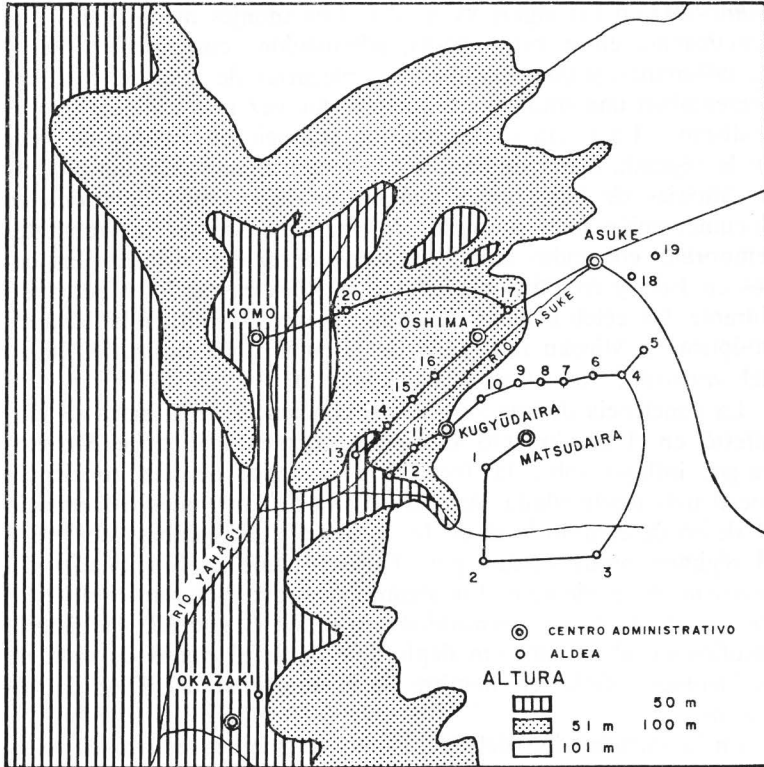 ASUKE
19
18
20
17
KOMO
OSHIMA
RIO ASUKE
16
5
9 8 7 6 4
15
10
14
11
KUGYŪDAIRA
13
MATSUDAIRA
12
1
2
3
RIO YAHAGI
OKAZAKI
CENTRO ADMINISTRATIVO
ALDEA
ALTURA
50 m
51 m 100 m
101 m